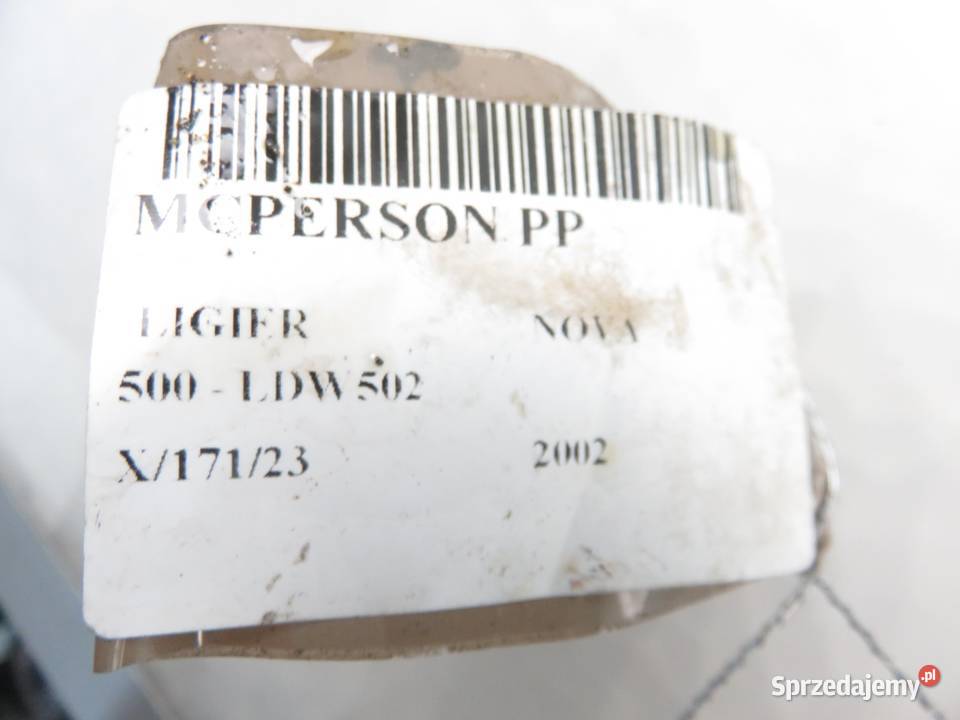 MCPERSON PP
LIGIER NOVA
500 - LDW 502
X/171/23 2002
Sprzedajemy.pl